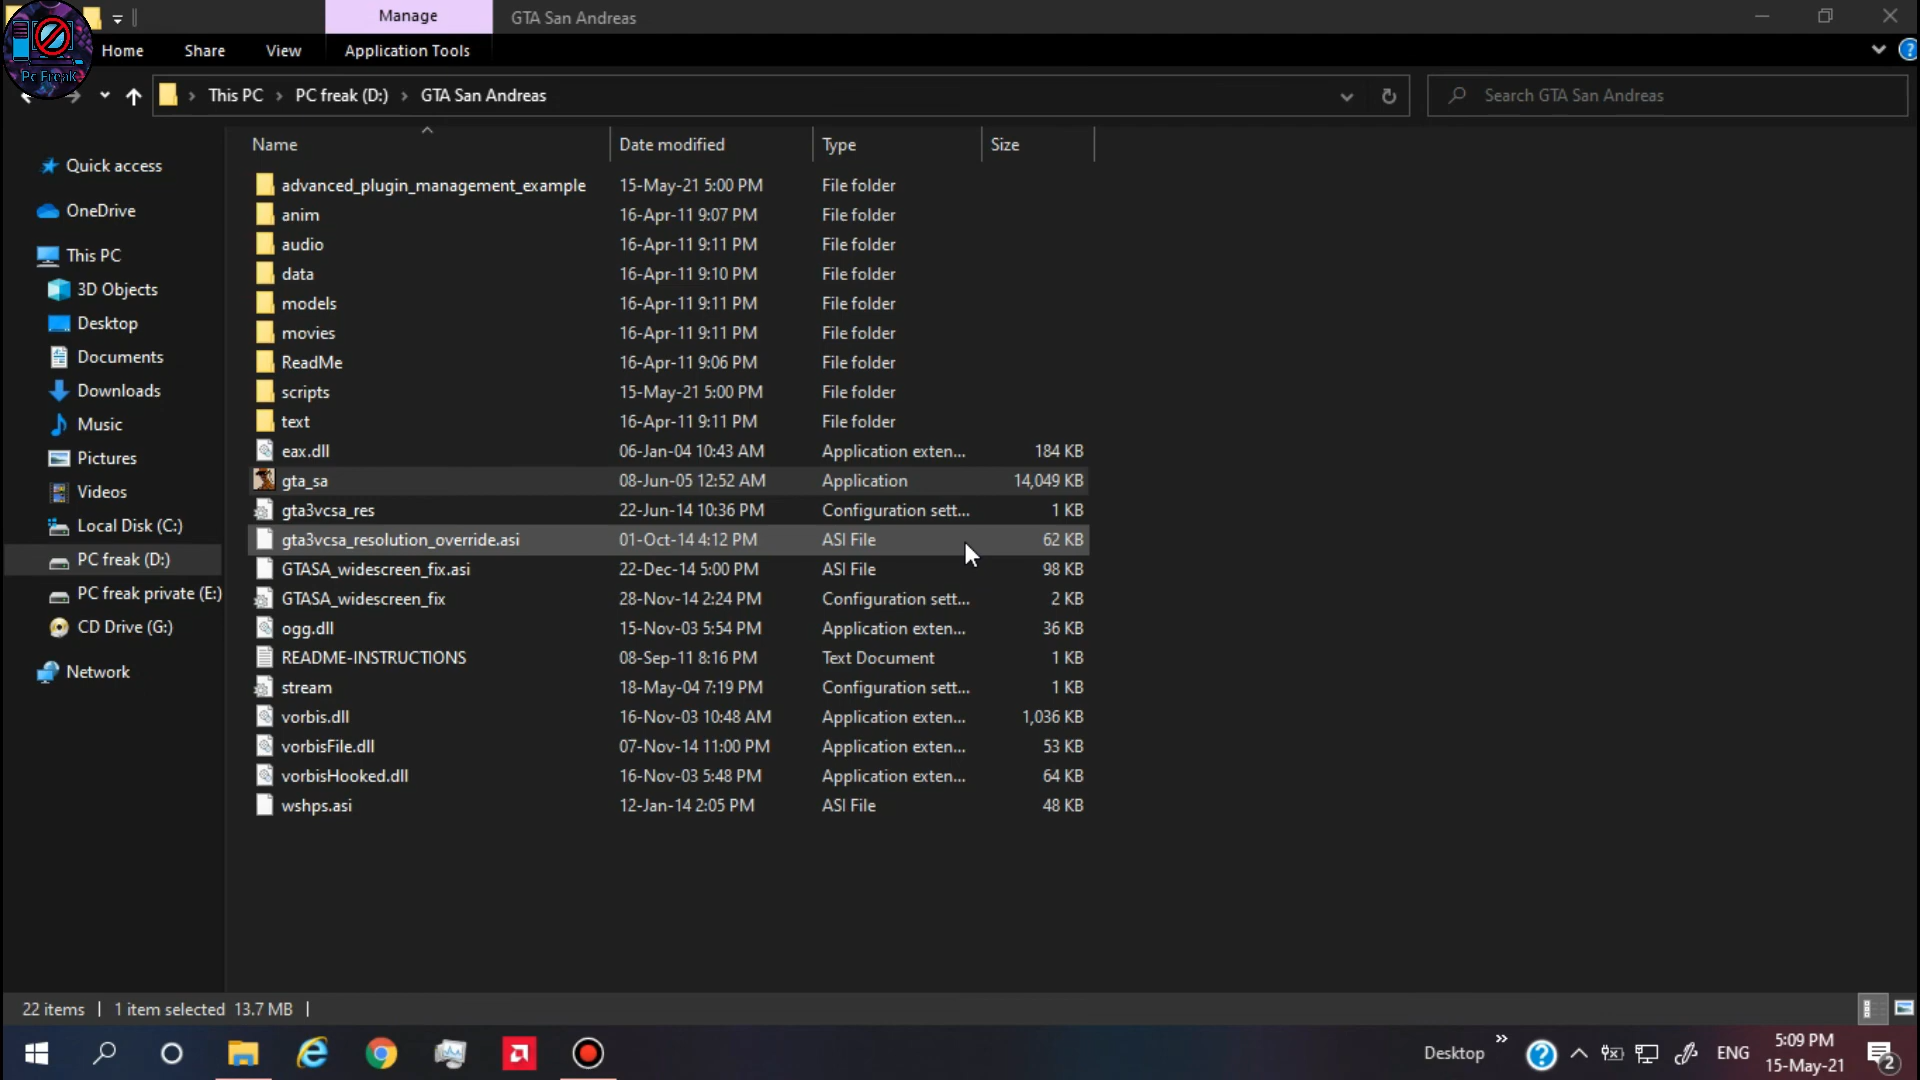 Manage
GTA San Andreas
Pc FreaK
Home
Share
View
Application Tools
This PC
PC freak (D:)
GTA San Andreas
Search GTA San Andreas
Name
Date modified
Type
Size
Quick access
OneDrive
This PC
3D Objects
Desktop
Documents
Downloads
Music
Pictures
Videos
Local Disk (C:)
PC freak (D:)
PC freak private (E:)
CD Drive (G:)
Network
advanced_plugin_management_example 15-May-21 5:00 PM File folder
anim 16-Apr-11 9:07 PM File folder
audio 16-Apr-11 9:11 PM File folder
data 16-Apr-11 9:10 PM File folder
models 16-Apr-11 9:11 PM File folder
movies 16-Apr-11 9:11 PM File folder
ReadMe 16-Apr-11 9:06 PM File folder
scripts 15-May-21 5:00 PM File folder
text 16-Apr-11 9:11 PM File folder
eax.dll 06-Jan-04 10:43 AM Application exten... 184 KB
gta_sa 08-Jun-05 12:52 AM Application 14,049 KB
gta3vcsa_res 22-Jun-14 10:36 PM Configuration sett... 1 KB
gta3vcsa_resolution_override.asi 01-Oct-14 4:12 PM ASI File 62 KB
GTASA_widescreen_fix.asi 22-Dec-14 5:00 PM ASI File 98 KB
GTASA_widescreen_fix 28-Nov-14 2:24 PM Configuration sett... 2 KB
ogg.dll 15-Nov-03 5:54 PM Application exten... 36 KB
README-INSTRUCTIONS 08-Sep-11 8:16 PM Text Document 1 KB
stream 18-May-04 7:19 PM Configuration sett... 1 KB
vorbis.dll 16-Nov-03 10:48 AM Application exten... 1,036 KB
vorbisFile.dll 07-Nov-14 11:00 PM Application exten... 53 KB
vorbisHooked.dll 16-Nov-03 5:48 PM Application exten... 64 KB
wshps.asi 12-Jan-14 2:05 PM ASI File 48 KB
22 items
1 item selected 13.7 MB
Desktop
ENG
5:09 PM
15-May-21
2